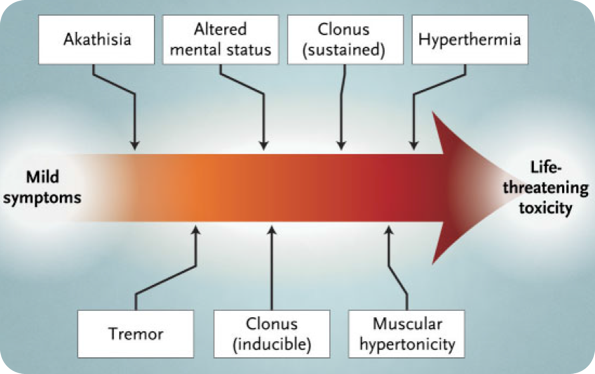 Akathisia
Altered
mental status
Clonus
(sustained)
Hyperthermia
Mild
symptoms
Life-
threatening
toxicity
Tremor
Clonus
(inducible)
Muscular
hypertonicity